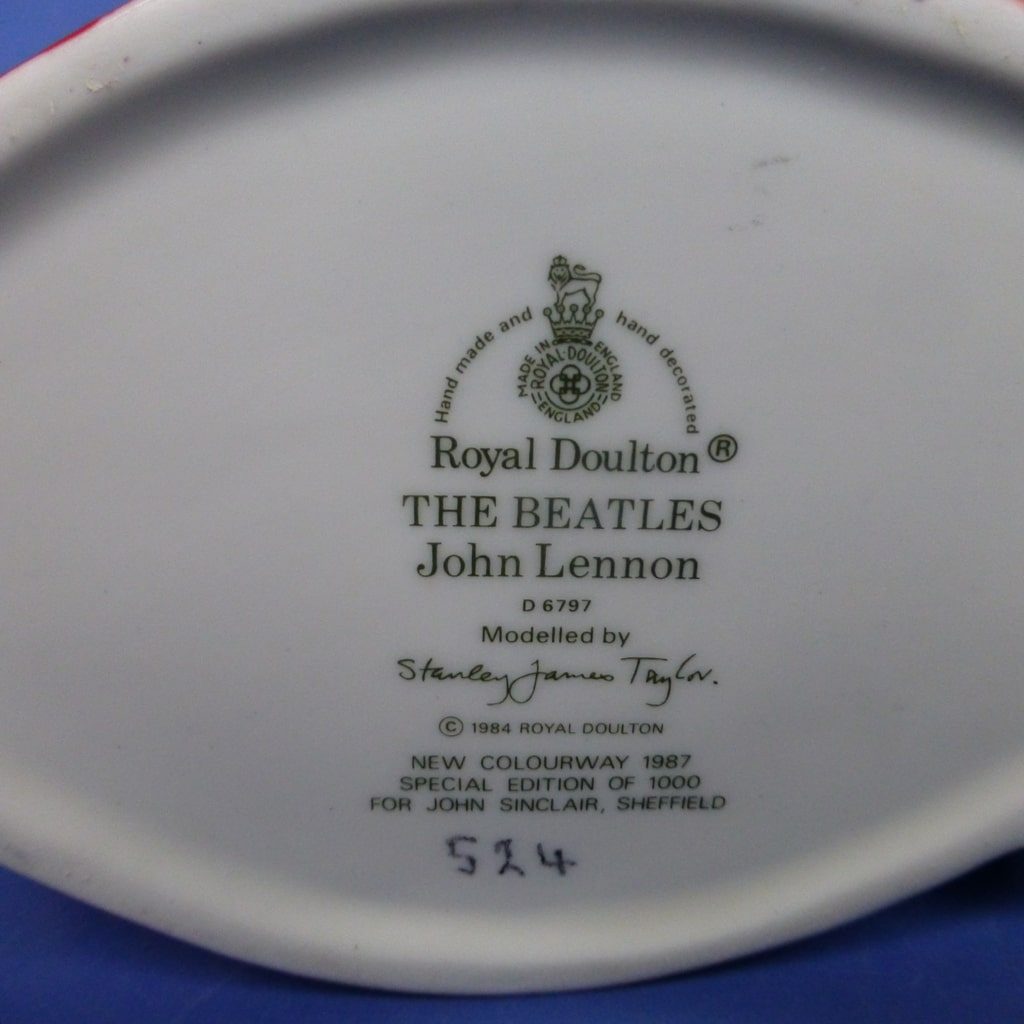 Hand made and hand decorated
MADE IN ENGLAND
ROYAL·DOULTON
ENGLAND
Royal Doulton®
THE BEATLES
John Lennon
D 6797
Modelled by
Stanley James Taylor.
© 1984 ROYAL DOULTON
NEW COLOURWAY 1987
SPECIAL EDITION OF 1000
FOR JOHN SINCLAIR, SHEFFIELD
524